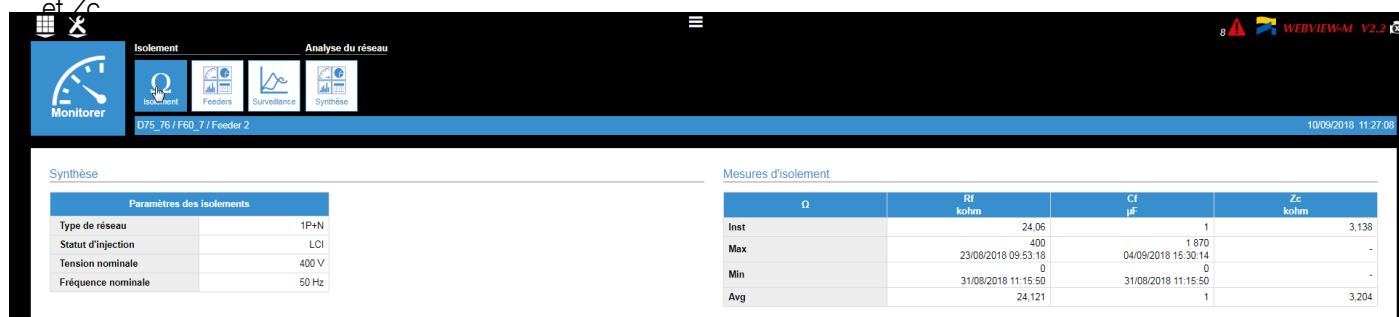 et Zc
8 WEBVIEW-M V2.2
Isolement Analyse du réseau
Monitorer
Ω Isolement
Feeders
Surveillance
Synthèse
D75_76 / F60_7 / Feeder 2 10/09/2018 11:27:08
Synthèse
Paramètres des isolements
Type de réseau 1P+N
Statut d'injection LCI
Tension nominale 400 V
Fréquence nominale 50 Hz
Mesures d'isolement
Ω Rf Cf Zc
kohm µF kohm
Inst 24,06 1 3,138
Max 400 1 870 -
23/08/2018 09:53:18 04/09/2018 15:30:14
Min 0 0 -
31/08/2018 11:15:50 31/08/2018 11:15:50
Avg 24,121 1 3,204